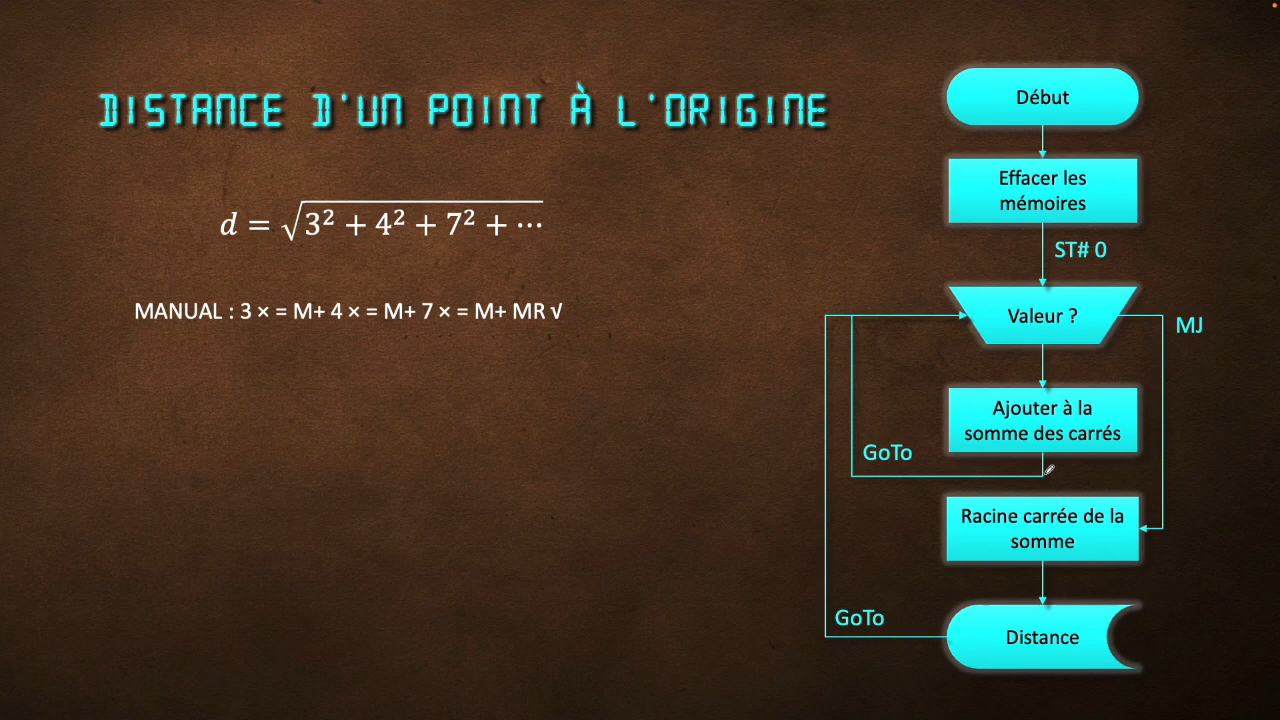 DISTANCE D'UN POINT À L'ORIGINE
d = √3² + 4² + 7² + ⋯
MANUAL : 3 × = M+ 4 × = M+ 7 × = M+ MR √
Début
Effacer les
mémoires
ST# 0
Valeur ?
MJ
Ajouter à la
somme des carrés
GoTo
Racine carrée de la
somme
GoTo
Distance